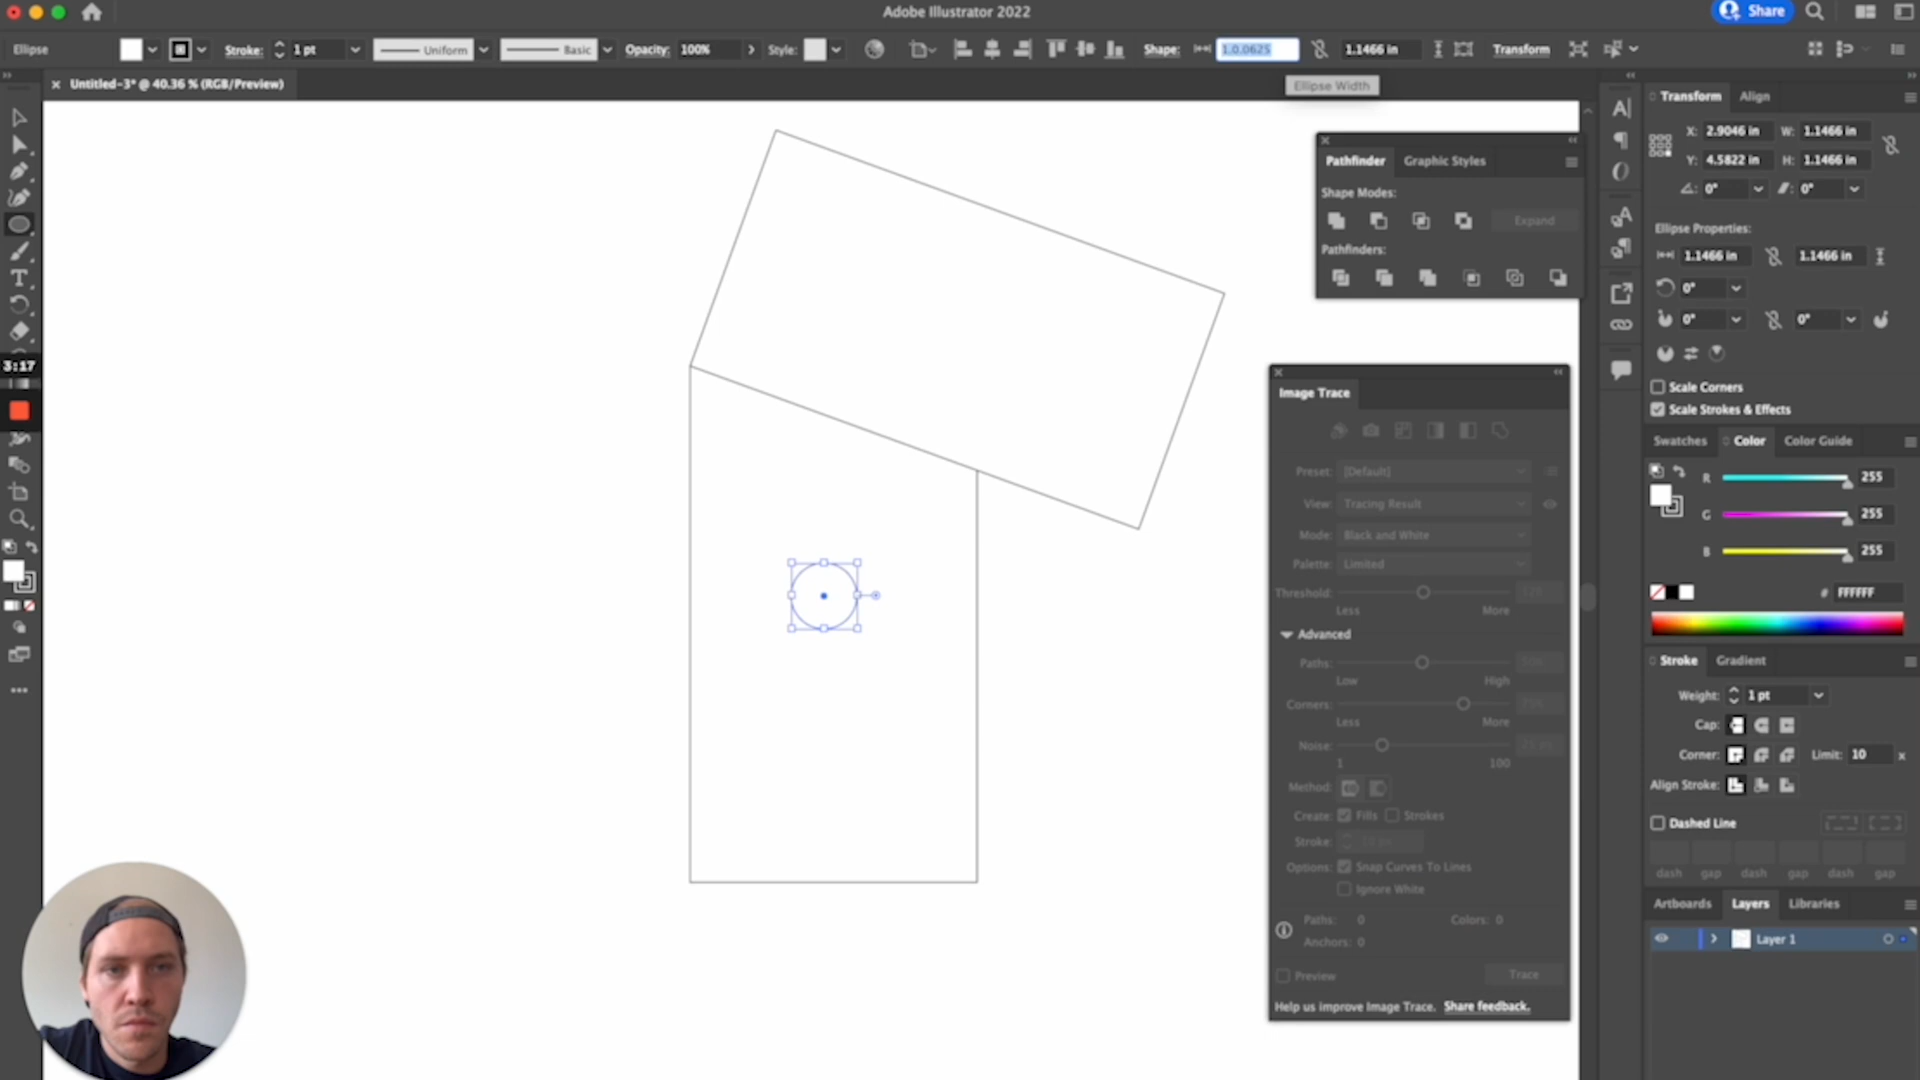 Adobe Illustrator 2022
Share
Ellipse
Stroke: 1 pt
Uniform
Basic
Opacity: 100%
Style:
Shape: 1.0.0625
1.1466 in
Transform
Untitled-3* @ 40.36 % (RGB/Preview)
Ellipse Width
Transform Align
X: 2.9046 in W: 1.1466 in
Y: 4.5822 in H: 1.1466 in
0° 0°
Pathfinder Graphic Styles
Shape Modes:
Expand
Pathfinders:
Ellipse Properties:
1.1466 in 1.1466 in
0°
0° 0°
3:17
Scale Corners
Scale Strokes & Effects
Image Trace
Preset: [Default]
View: Tracing Result
Mode: Black and White
Palette: Limited
Threshold:
Less More
Advanced
Paths:
Low High
Corners:
Less More
Noise:
1 100
Method:
Create: Fills Strokes
Stroke:
Options: Snap Curves To Lines
Ignore White
Paths: 0 Colors: 0
Anchors: 0
Preview Trace
Help us improve Image Trace. Share feedback.
Swatches Color Color Guide
R 255
G 255
B 255
# FFFFFF
Stroke Gradient
Weight: 1 pt
Cap:
Corner: Limit: 10 x
Align Stroke:
Dashed Line
dash gap dash gap dash gap
Artboards Layers Libraries
Layer 1